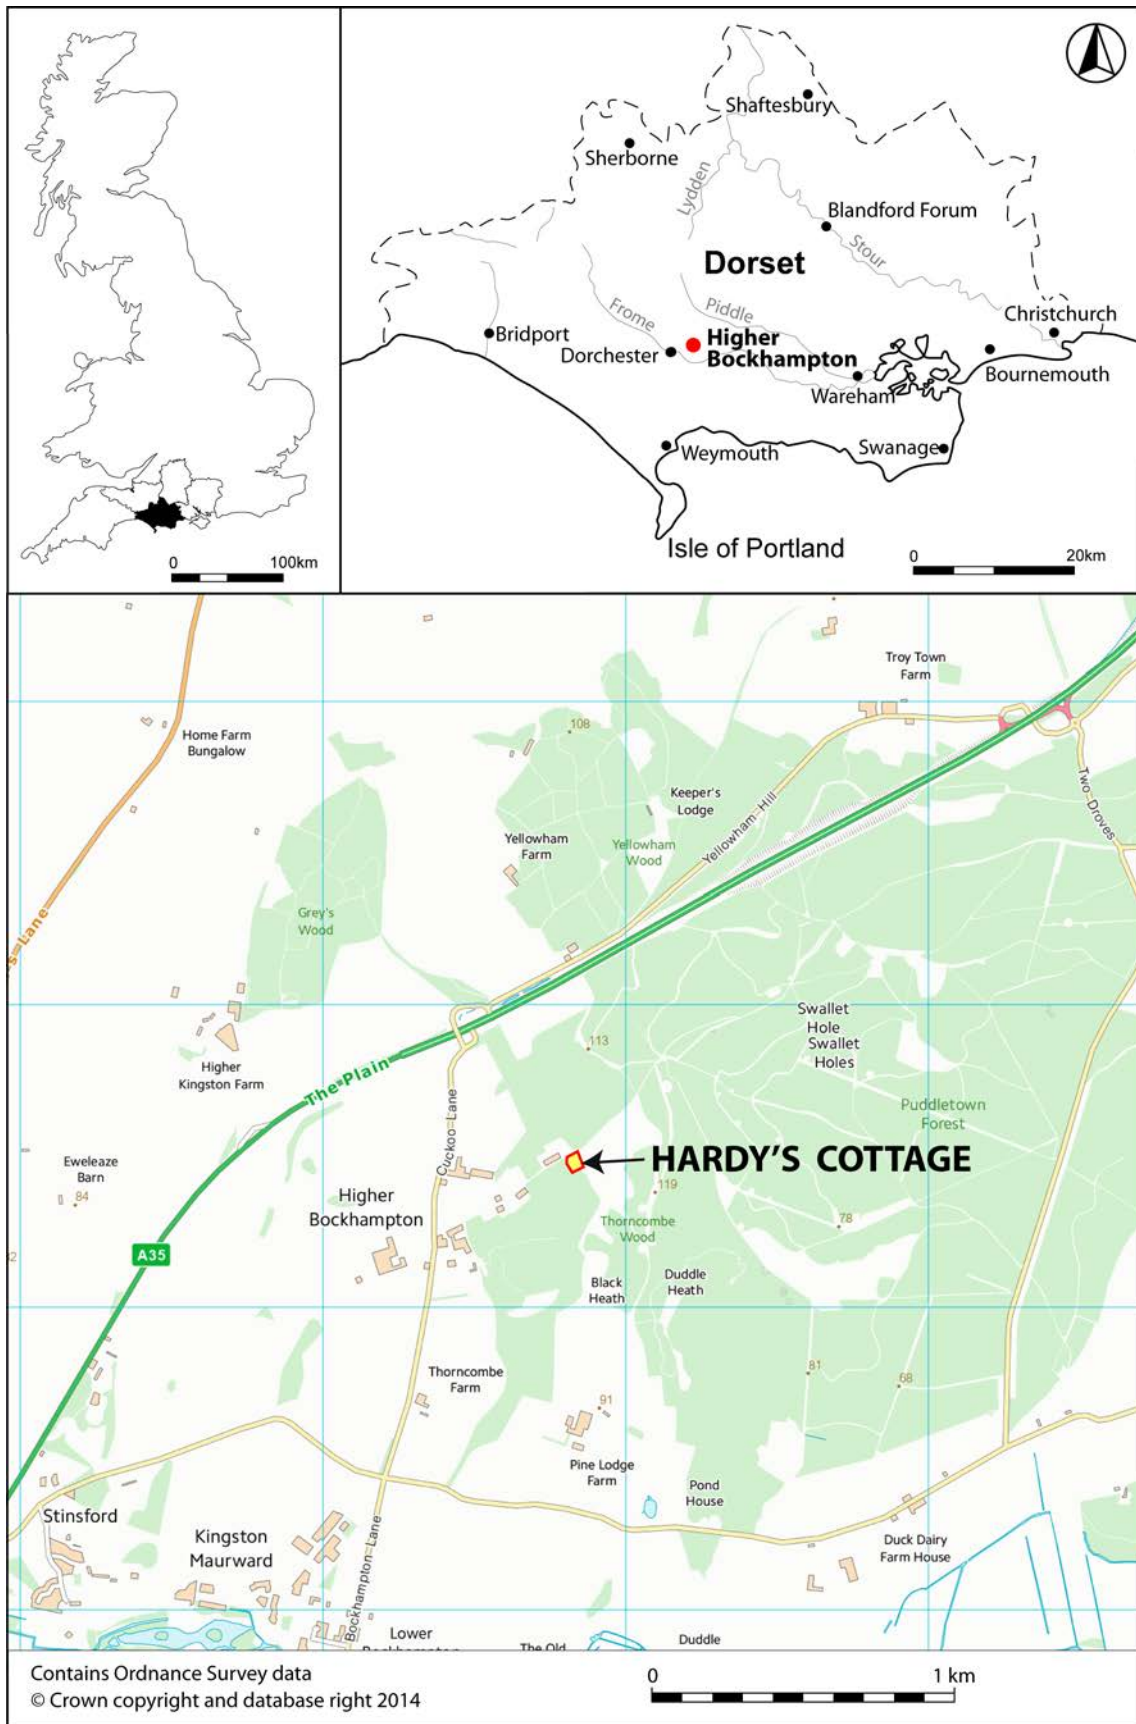 0 100km
Shaftesbury
Sherborne
Lydden
Blandford Forum
Stour
Dorset
Christchurch
Piddle
Frome
Bridport
Higher
Bockhampton
Dorchester
Bournemouth
Wareham
Weymouth
Swanage
Isle of Portland
0 20km
Troy Town
Farm
108
Home Farm
Bungalow
Two Droves
Keeper's
Lodge
Yellowham Hill
Yellowham
Farm
Yellowham
Wood
Grey's
Wood
s Lane
Swallet
Hole
Swallet
Holes
113
Higher
Kingston Farm
The Plain
Cuckoo Lane
Puddletown
Forest
HARDY'S COTTAGE
Eweleaze
Barn
84
119
Higher
Bockhampton
Thorncombe
Wood
78
A35
Black
Heath
Duddle
Heath
Thorncombe
Farm
81
68
91
Pine Lodge
Farm
Pond
House
Stinsford
Kingston
Maurward
Bockhampton Lane
Duck Dairy
Farm House
Lower
Bockhampton
The Old
Duddle
Contains Ordnance Survey data
© Crown copyright and database right 2014
0 1 km